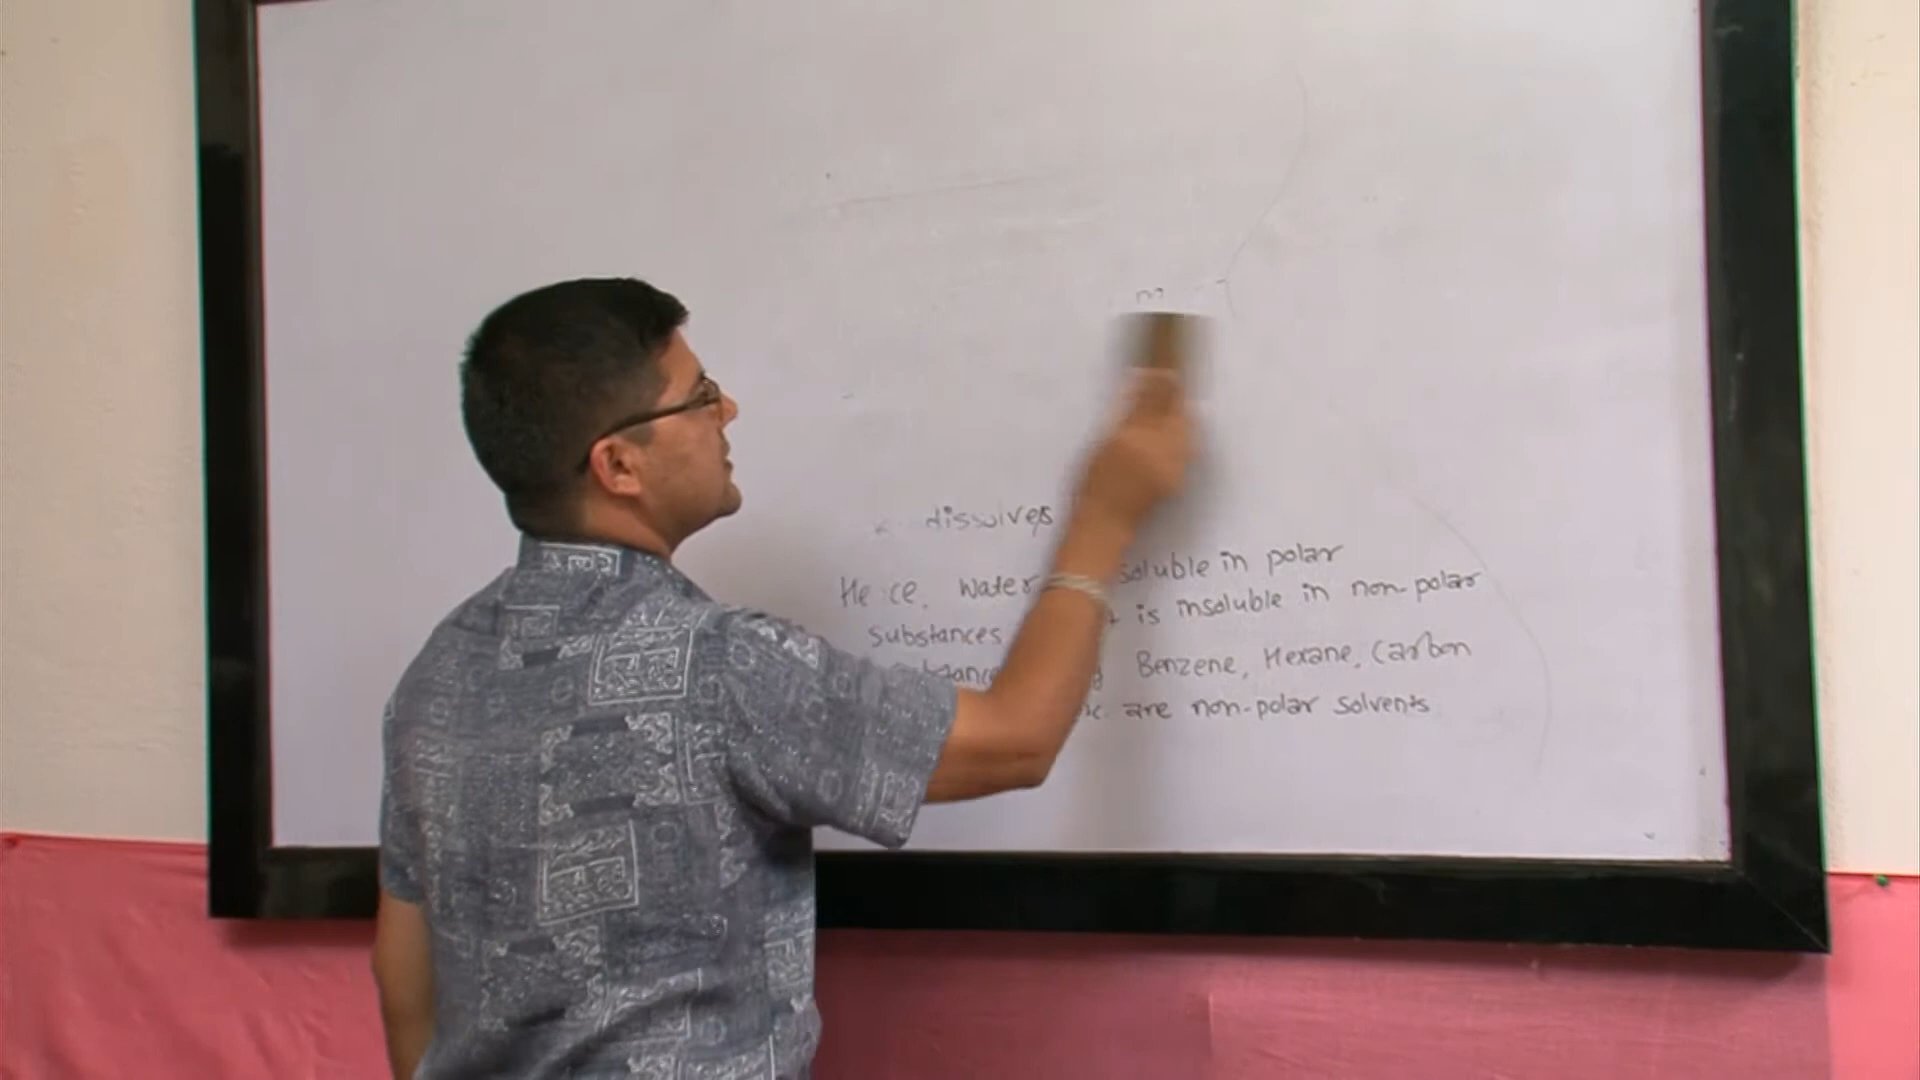 dissolves
Hence, water soluble in polar
substances is insoluble in non-polar
Benzene, Hexane, Carbon
are non-polar solvents